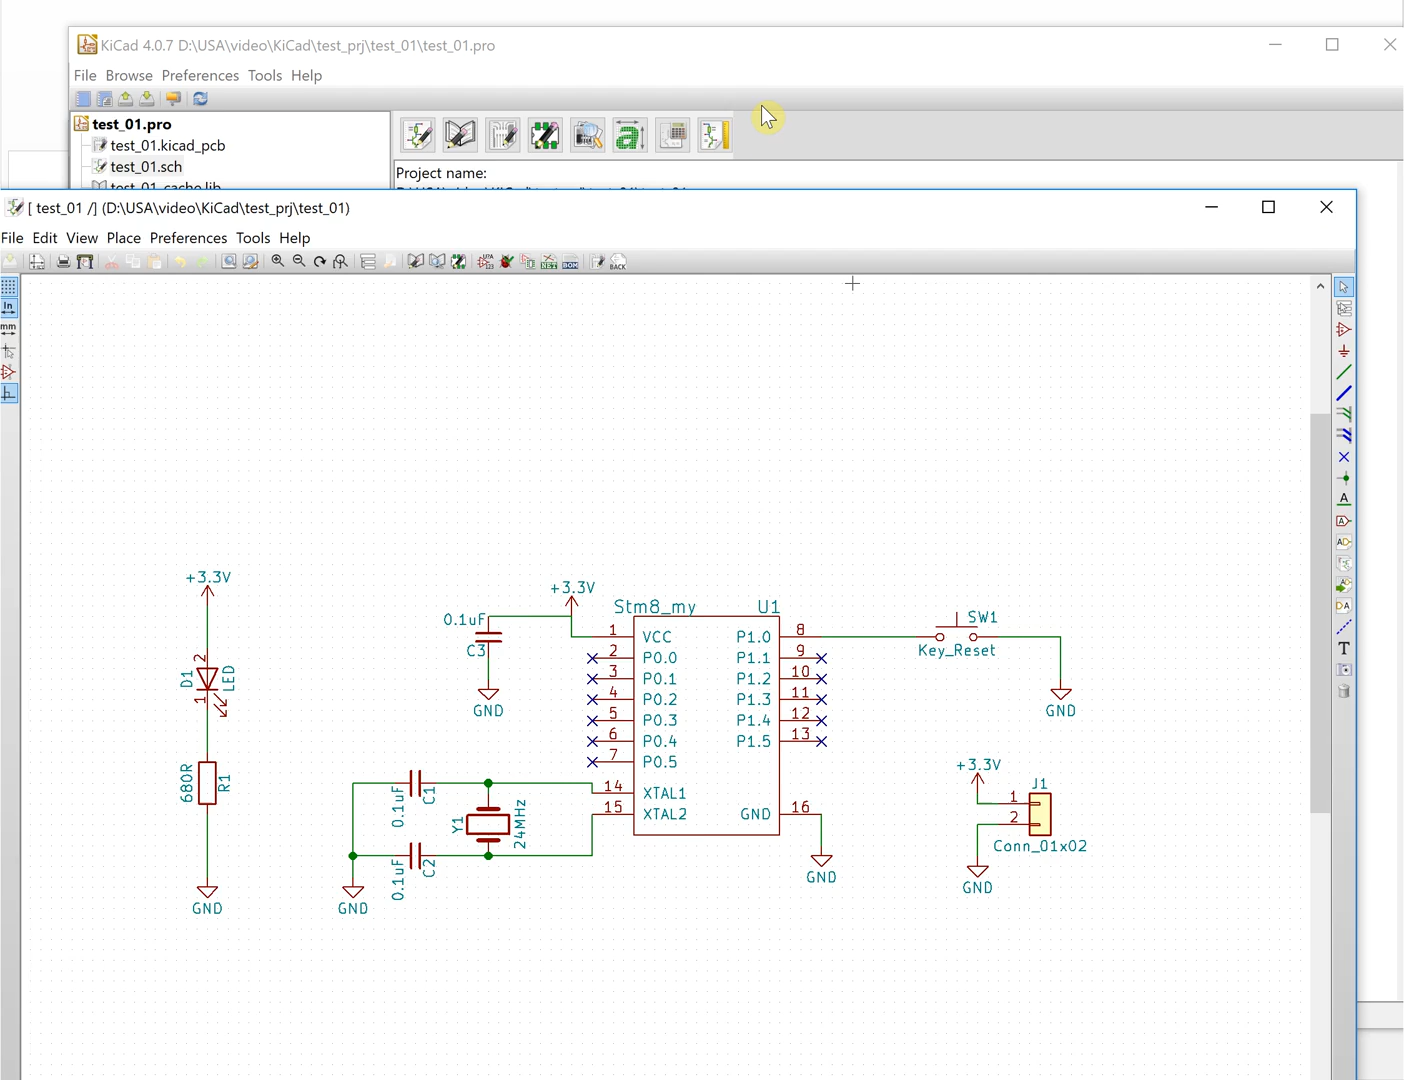 KiCad 4.0.7 D:\USA\video\KiCad\test_prj\test_01\test_01.pro
File Browse Preferences Tools Help
test_01.pro
test_01.kicad_pcb
test_01.sch
Project name:
[ test_01 /] (D:\USA\video\KiCad\test_prj\test_01)
File Edit View Place Preferences Tools Help
BOM
BACK
In
mm
A
T
+3.3V
2
D1
LED
1
680R
R1
GND
+3.3V
0.1uF
C3
GND
Stm8_my U1
1 VCC P1.0 8
2 P0.0 P1.1 9
3 P0.1 P1.2 10
4 P0.2 P1.3 11
5 P0.3 P1.4 12
6 P0.4 P1.5 13
7 P0.5
14 XTAL1
15 XTAL2 GND 16
GND
0.1uF
C1
Y1
24MHz
0.1uF
C2
GND
SW1
Key_Reset
GND
+3.3V
J1
1
2
Conn_01x02
GND